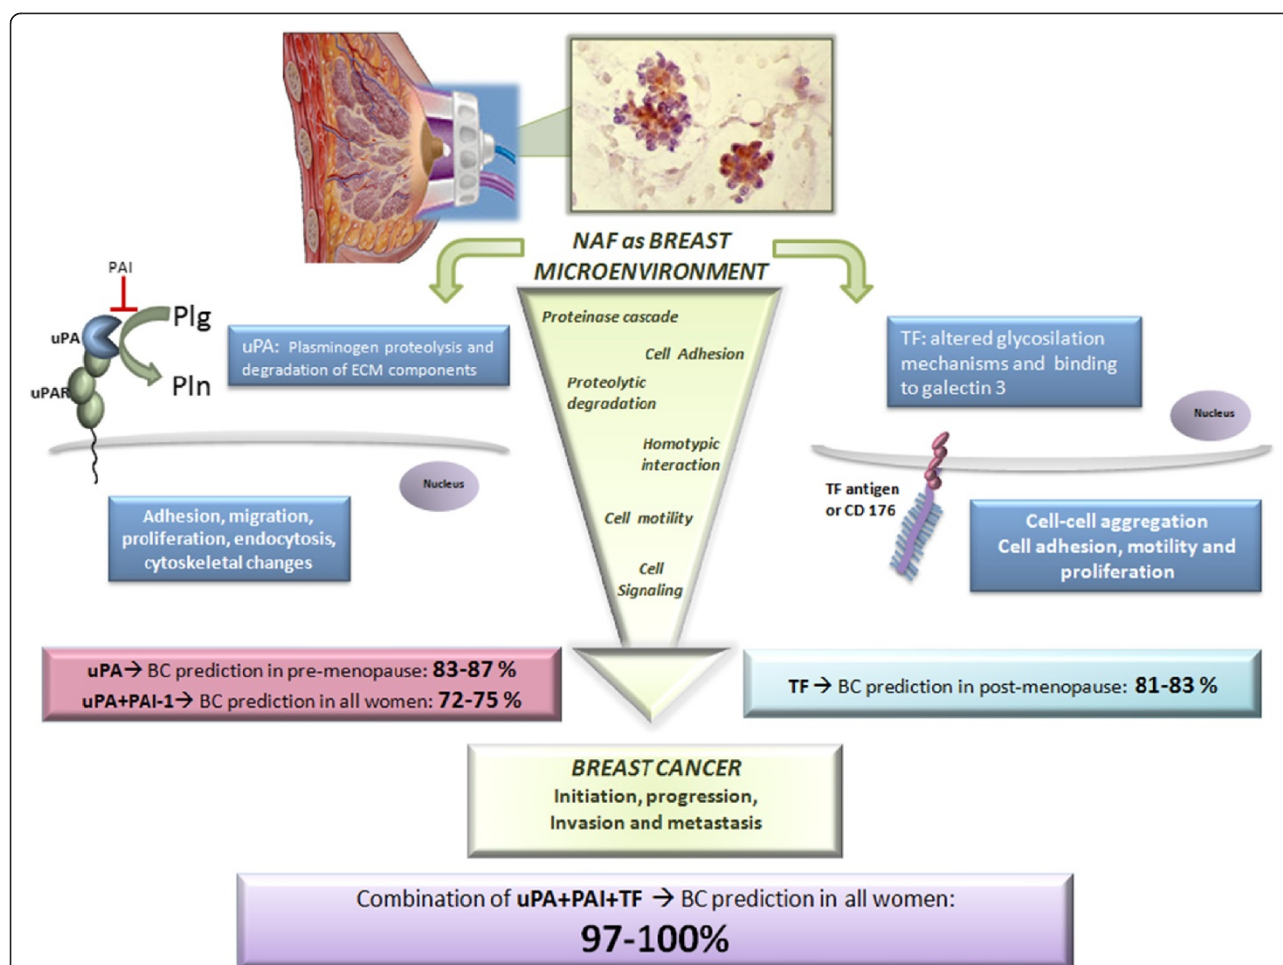 NAF as BREAST
MICROENVIRONMENT
PAI
Plg
uPA
Pln
uPAR
uPA: Plasminogen proteolysis and
degradation of ECM components
Nucleus
Adhesion, migration,
proliferation, endocytosis,
cytoskeletal changes
Proteinase cascade
Cell Adhesion
Proteolytic
degradation
Homotypic
interaction
Cell motility
Cell
Signaling
TF: altered glycosilation
mechanisms and binding
to galectin 3
Nucleus
TF antigen
or CD 176
Cell-cell aggregation
Cell adhesion, motility and
proliferation
uPA→ BC prediction in pre-menopause: 83-87 %
uPA+PAI-1→ BC prediction in all women: 72-75 %
TF → BC prediction in post-menopause: 81-83 %
BREAST CANCER
Initiation, progression,
Invasion and metastasis
Combination of uPA+PAI+TF → BC prediction in all women:
97-100%